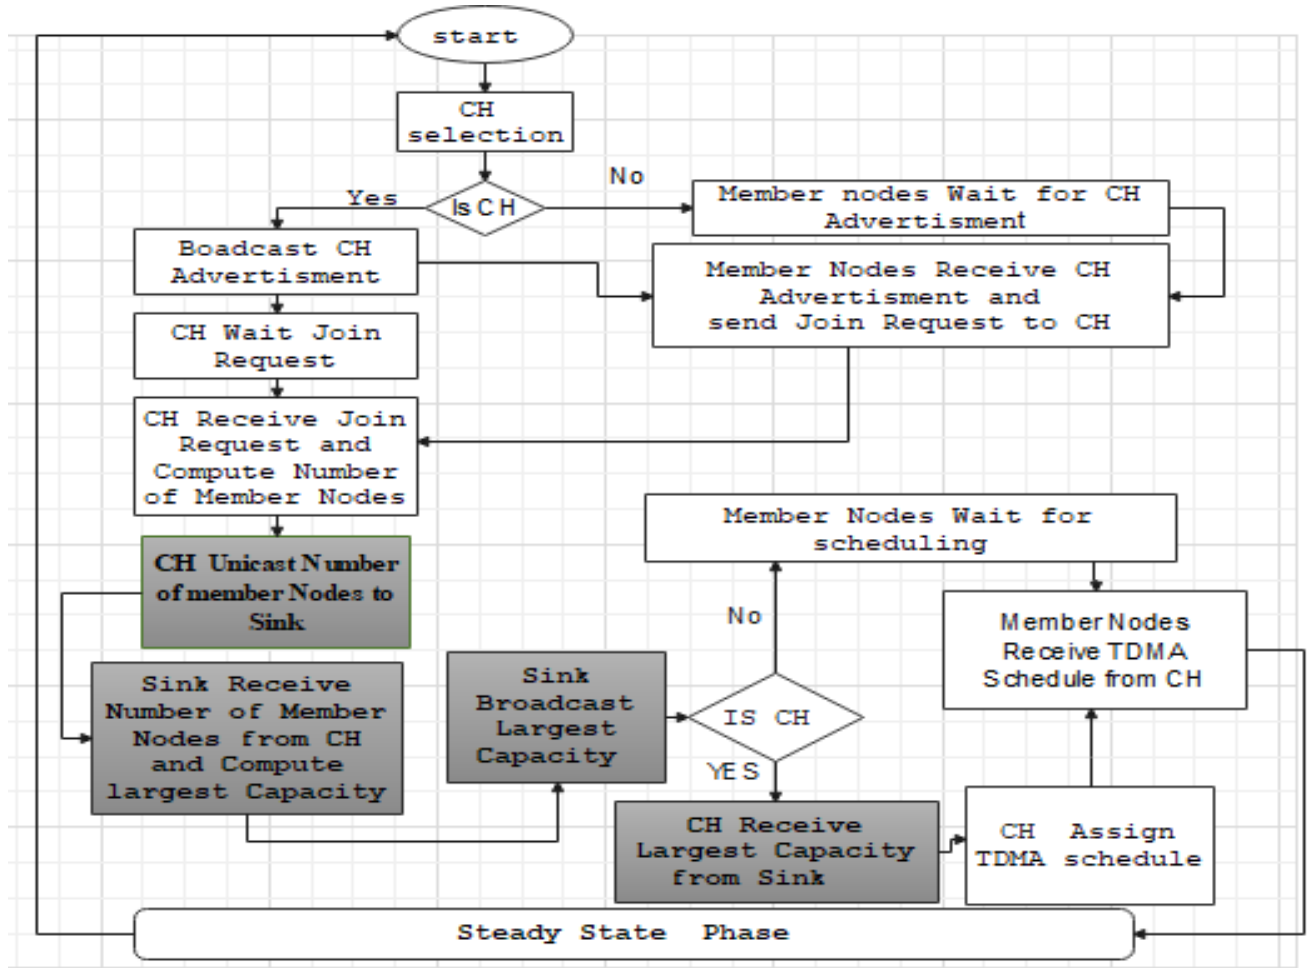 start
CH
selection
Is CH
Yes
No
Member nodes Wait for CH
Advertisment
Boadcast CH
Advertisment
Member Nodes Receive CH
Advertisment and
send Join Request to CH
CH Wait Join
Request
CH Receive Join
Request and
Compute Number
of Member Nodes
CH Unicast Number
of member Nodes to
Sink
Sink Receive
Number of Member
Nodes from CH
and Compute
largest Capacity
Sink
Broadcast
Largest
Capacity
IS CH
No
YES
Member Nodes Wait for
scheduling
Member Nodes
Receive TDMA
Schedule from CH
CH Receive
Largest Capacity
from Sink
CH Assign
TDMA schedule
Steady State Phase